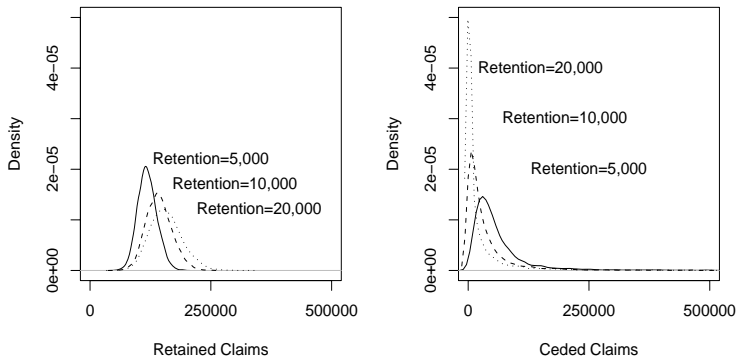 Density
0e+00
2e-05
4e-05
Retention=5,000
Retention=10,000
Retention=20,000
0
250000
500000
Retained Claims
Density
0e+00
2e-05
4e-05
Retention=20,000
Retention=10,000
Retention=5,000
0
250000
500000
Ceded Claims